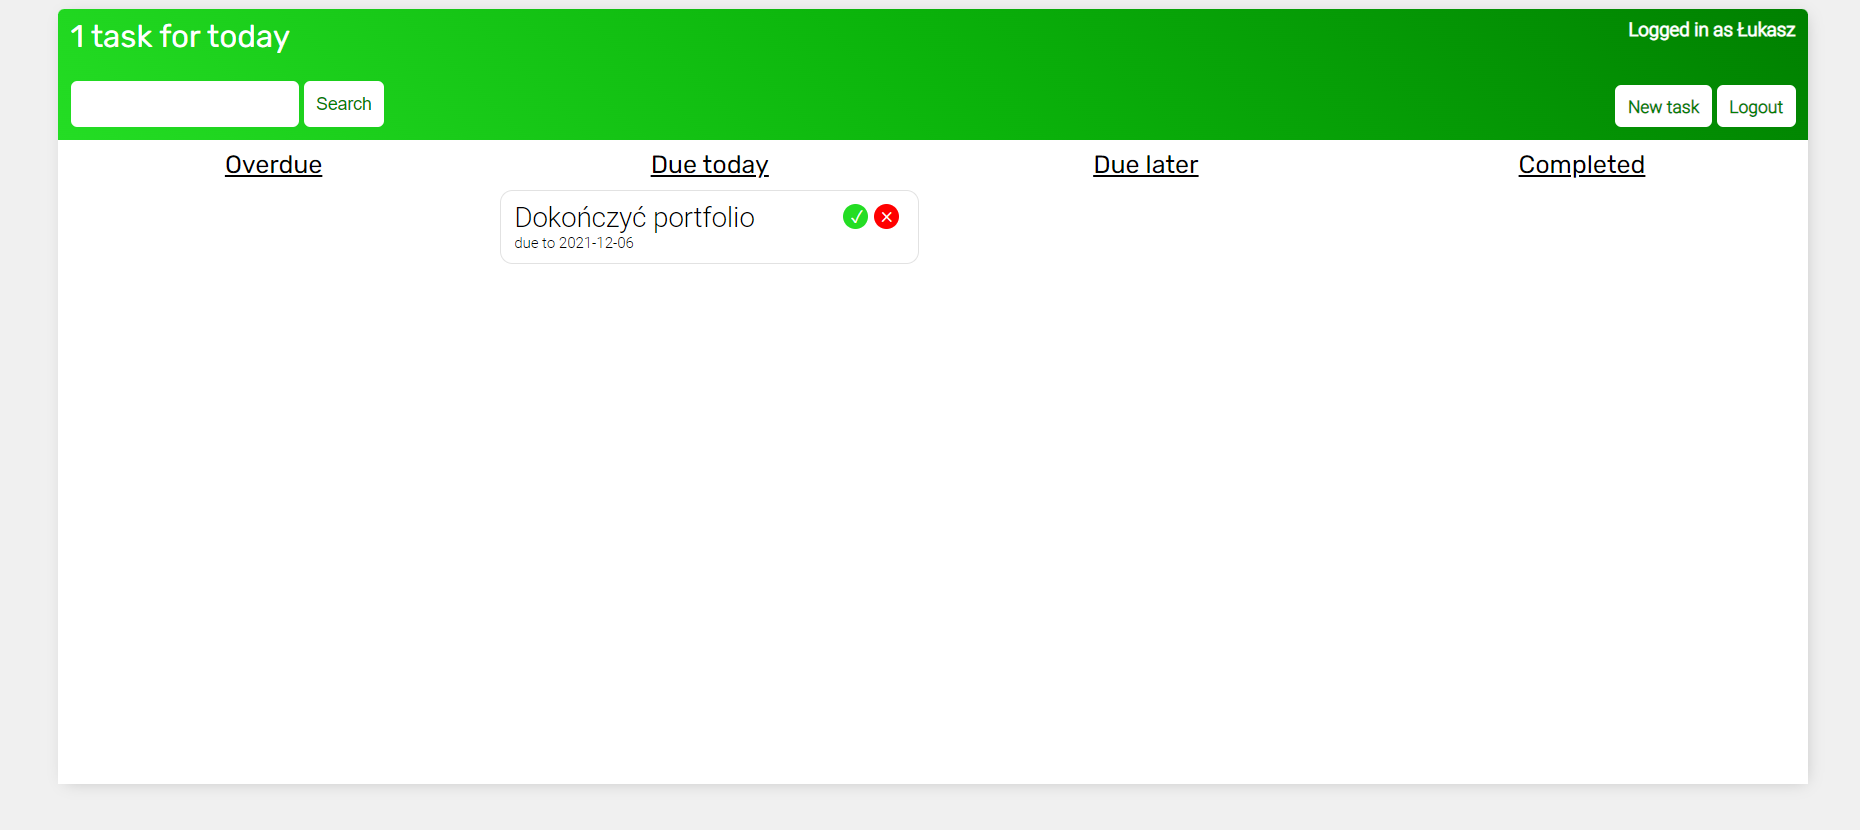 1 task for today
Logged in as Łukasz
Search
New task
Logout
Overdue
Due today
Due later
Completed
Dokończyć portfolio
due to 2021-12-06